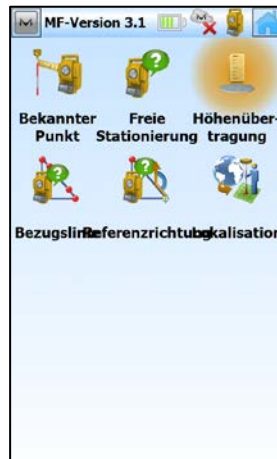 MF-Version 3.1
Bekannter Freie Höhenüber-
Punkt Stationierung tragung
Bezugslinie Referenzrichtung Lokalisation